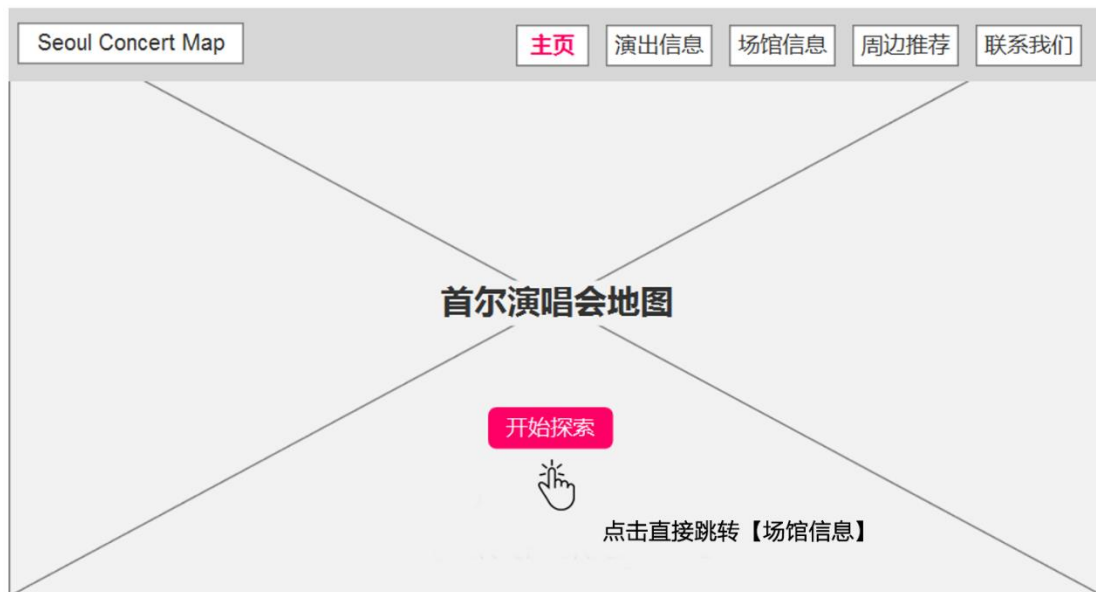 Seoul Concert Map
主页
演出信息
场馆信息
周边推荐
联系我们
首尔演唱会地图
开始探索
点击直接跳转【场馆信息】